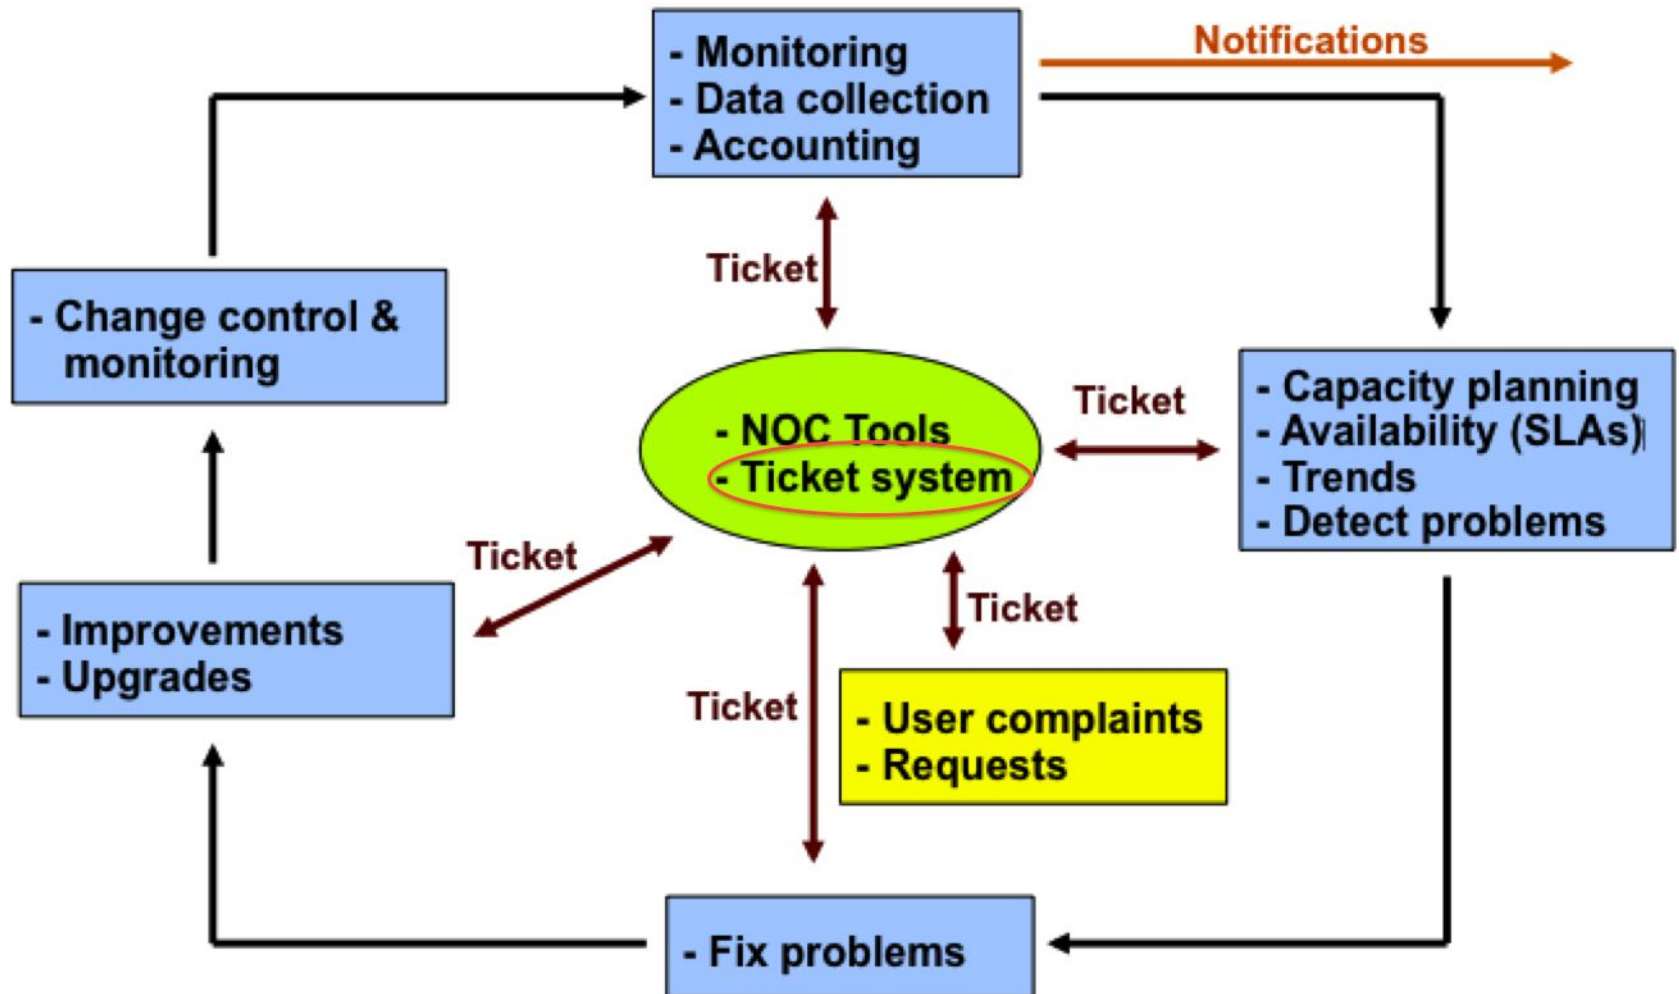 - Monitoring
- Data collection
- Accounting
Notifications
Ticket
- Change control &
monitoring
- NOC Tools
- Ticket system
Ticket
- Capacity planning
- Availability (SLAs)
- Trends
- Detect problems
Ticket
- Improvements
- Upgrades
Ticket
Ticket
- User complaints
- Requests
- Fix problems